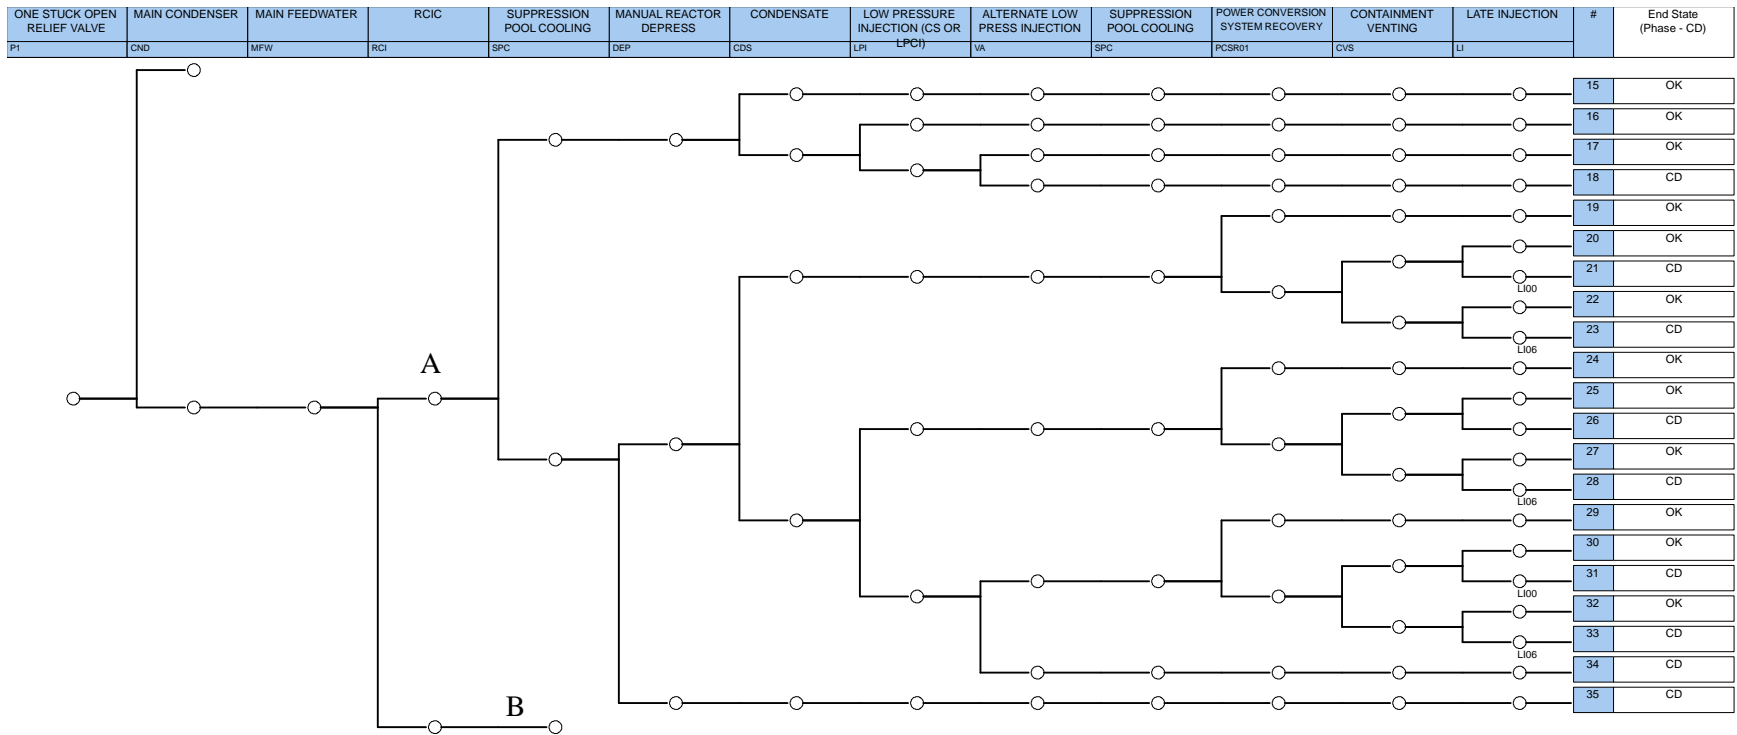 ONE STUCK OPEN
RELIEF VALVE
P1
MAIN CONDENSER
CND
MAIN FEEDWATER
MFW
RCIC
RCI
SUPPRESSION
POOL COOLING
SPC
MANUAL REACTOR
DEPRESS
DEP
CONDENSATE
CDS
LOW PRESSURE
INJECTION (CS OR
LPCI)
LPI
ALTERNATE LOW
PRESS INJECTION
VA
SUPPRESSION
POOL COOLING
SPC
POWER CONVERSION
SYSTEM RECOVERY
PCSR01
CONTAINMENT
VENTING
CVS
LATE INJECTION
LI
#
End State
(Phase - CD)
15 OK
16 OK
17 OK
18 CD
19 OK
20 OK
21 CD
LI00
22 OK
23 CD
LI06
A
24 OK
25 OK
26 CD
27 OK
28 CD
LI06
29 OK
30 OK
31 CD
LI00
32 OK
33 CD
LI06
34 CD
35 CD
B